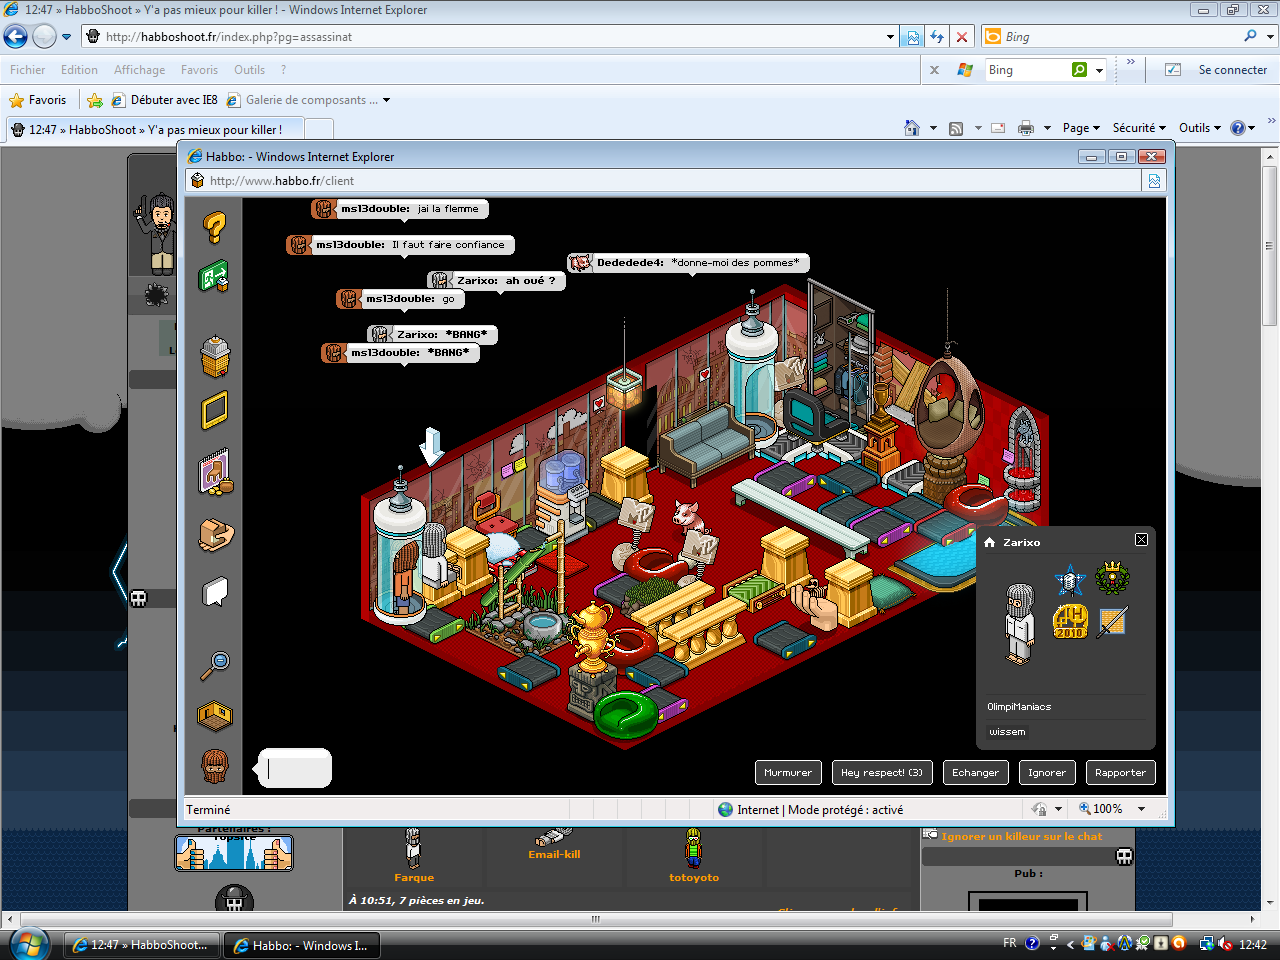 12:47 » HabboShoot » Y'a pas mieux pour killer ! - Windows Internet Explorer
http://habboshoot.fr/index.php?pg=assassinat
Bing
Fichier Edition Affichage Favoris Outils ?
Bing
Se connecter
Favoris
Débuter avec IE8
Galerie de composants ...
12:47 » HabboShoot » Y'a pas mieux pour killer !
Page
Sécurité
Outils
Habbo: - Windows Internet Explorer
http://www.habbo.fr/client
ms13double: jai la flemme
ms13double: Il faut faire confiance
Dedede​de4: *donne-moi des pommes*
Zarixo: ah oué ?
ms13double: go
Zarixo: *BANG*
ms13double: *BANG*
Zarixo
2010
OlimpiManiacs
wissem
Murmurer
Hey respect! (3)
Echanger
Ignorer
Rapporter
Terminé
Internet | Mode protégé : activé
100%
Partenaires :
Topsite
Farque
Email-kill
totoyoto
À 10:51, 7 pièces en jeu.
Ignorer un killeur sur le chat
Pub :
12:47 » HabboShoot...
Habbo: - Windows I...
FR
12:42